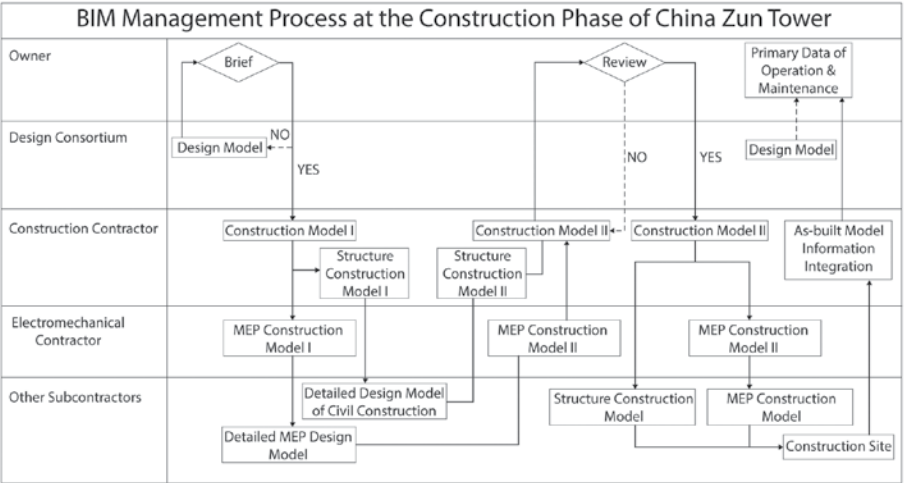 BIM Management Process at the Construction Phase of China Zun Tower
Owner
Brief
Review
Primary Data of
Operation &
Maintenance
Design Consortium
Design Model
NO
YES
NO
YES
Design Model
Construction Contractor
Construction Model I
Structure
Construction
Model I
Construction Model II
Structure
Construction
Model II
Construction Model II
As-built Model
Information
Integration
Electromechanical
Contractor
MEP Construction
Model I
MEP Construction
Model II
MEP Construction
Model II
Other Subcontractors
Detailed Design Model
of Civil Construction
Detailed MEP Design
Model
Structure Construction
Model
MEP Construction
Model
Construction Site